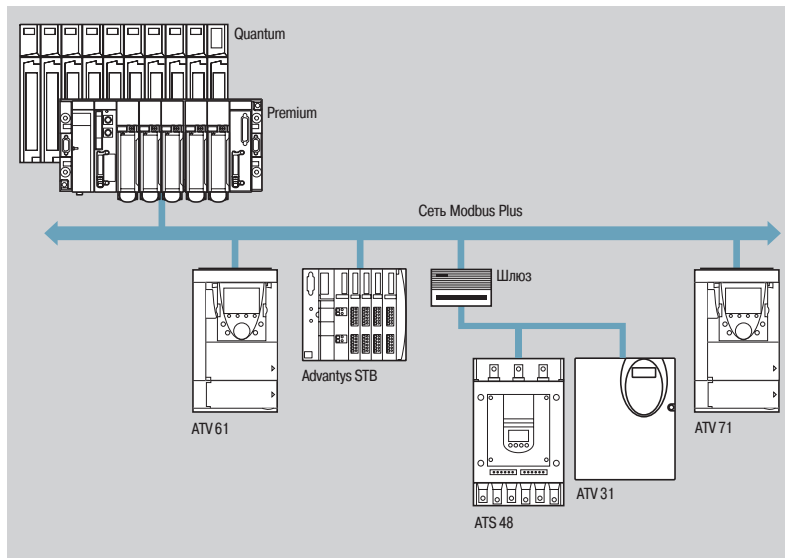 Quantum
Premium
Сеть Modbus Plus
Шлюз
Advantys STB
ATV 61
ATV 71
ATV 31
ATS 48